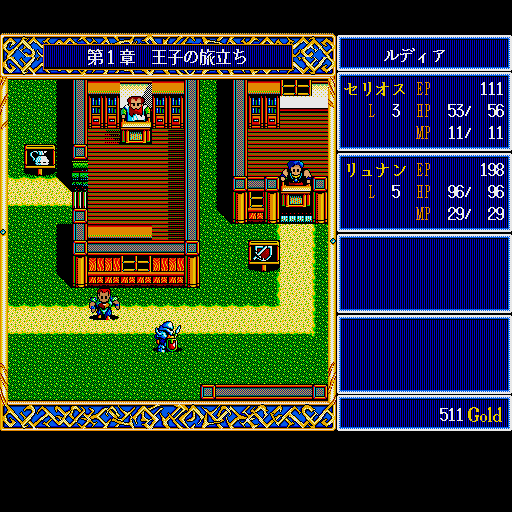 第1章 王子の旅立ち
ルディア
セリオス EP 111
L 3 HP 53/ 56
MP 11/ 11
リュナン EP 198
L 5 HP 96/ 96
MP 29/ 29
511 Gold